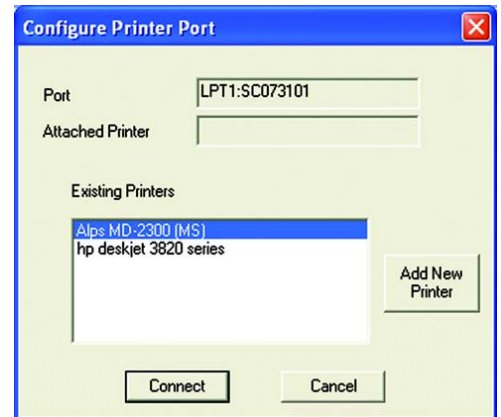 Configure Printer Port
Port
LPT1:SC073101
Attached Printer
Existing Printers
Alps MD-2300 (MS)
hp deskjet 3820 series
Add New
Printer
Connect
Cancel